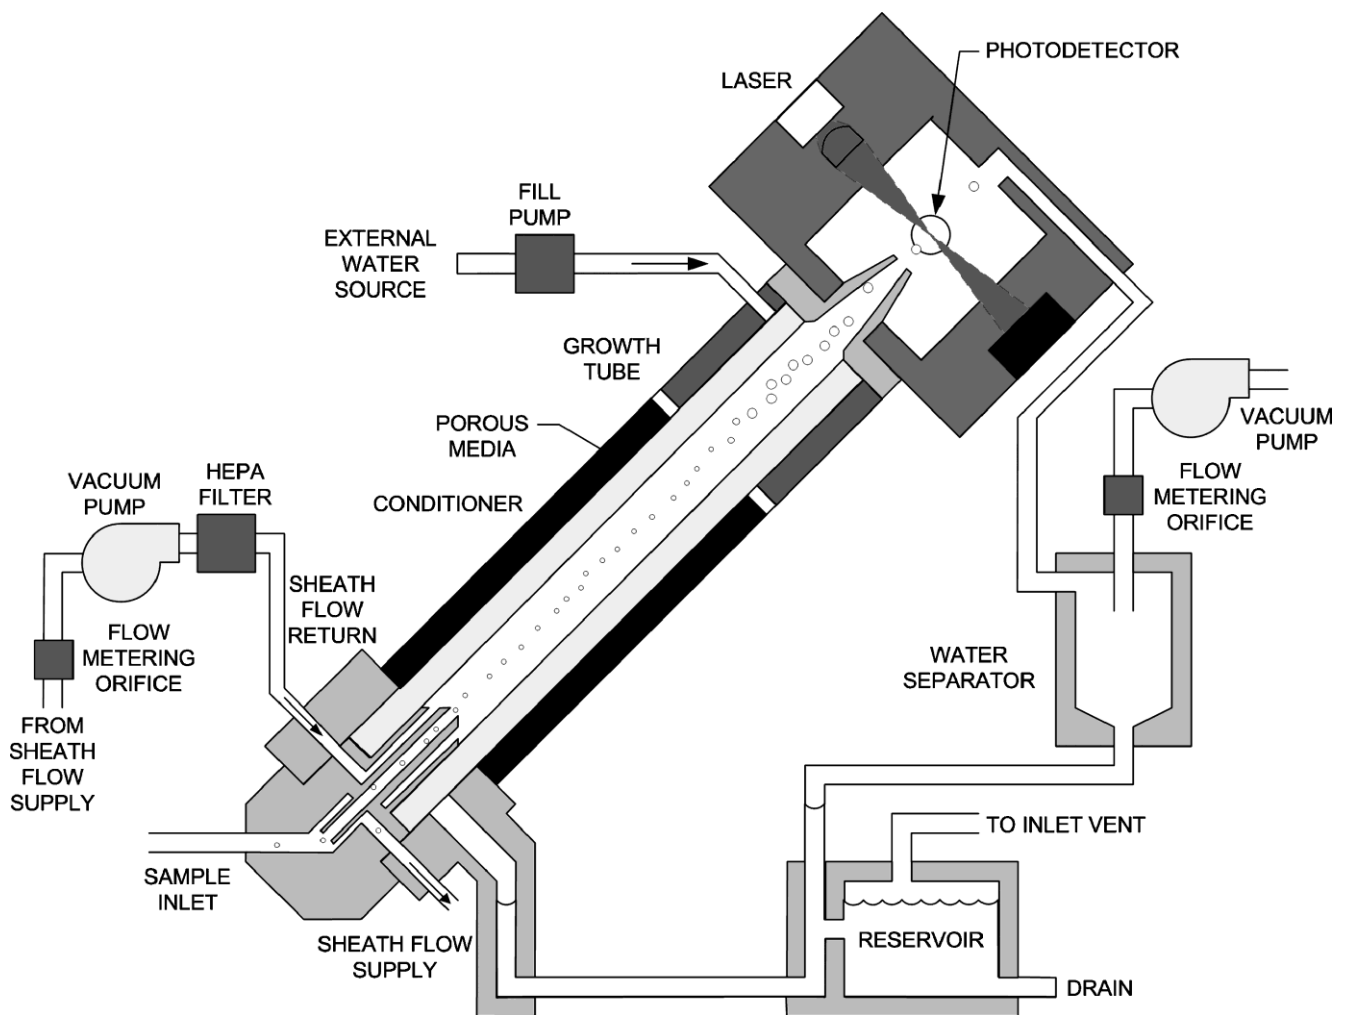 PHOTODETECTOR
LASER
FILL
PUMP
EXTERNAL
WATER
SOURCE
GROWTH
TUBE
POROUS
MEDIA
CONDITIONER
VACUUM
PUMP
HEPA
FILTER
SHEATH
FLOW
RETURN
FLOW
METERING
ORIFICE
FROM
SHEATH
FLOW
SUPPLY
SAMPLE
INLET
SHEATH FLOW
SUPPLY
VACUUM
PUMP
FLOW
METERING
ORIFICE
WATER
SEPARATOR
TO INLET VENT
RESERVOIR
DRAIN